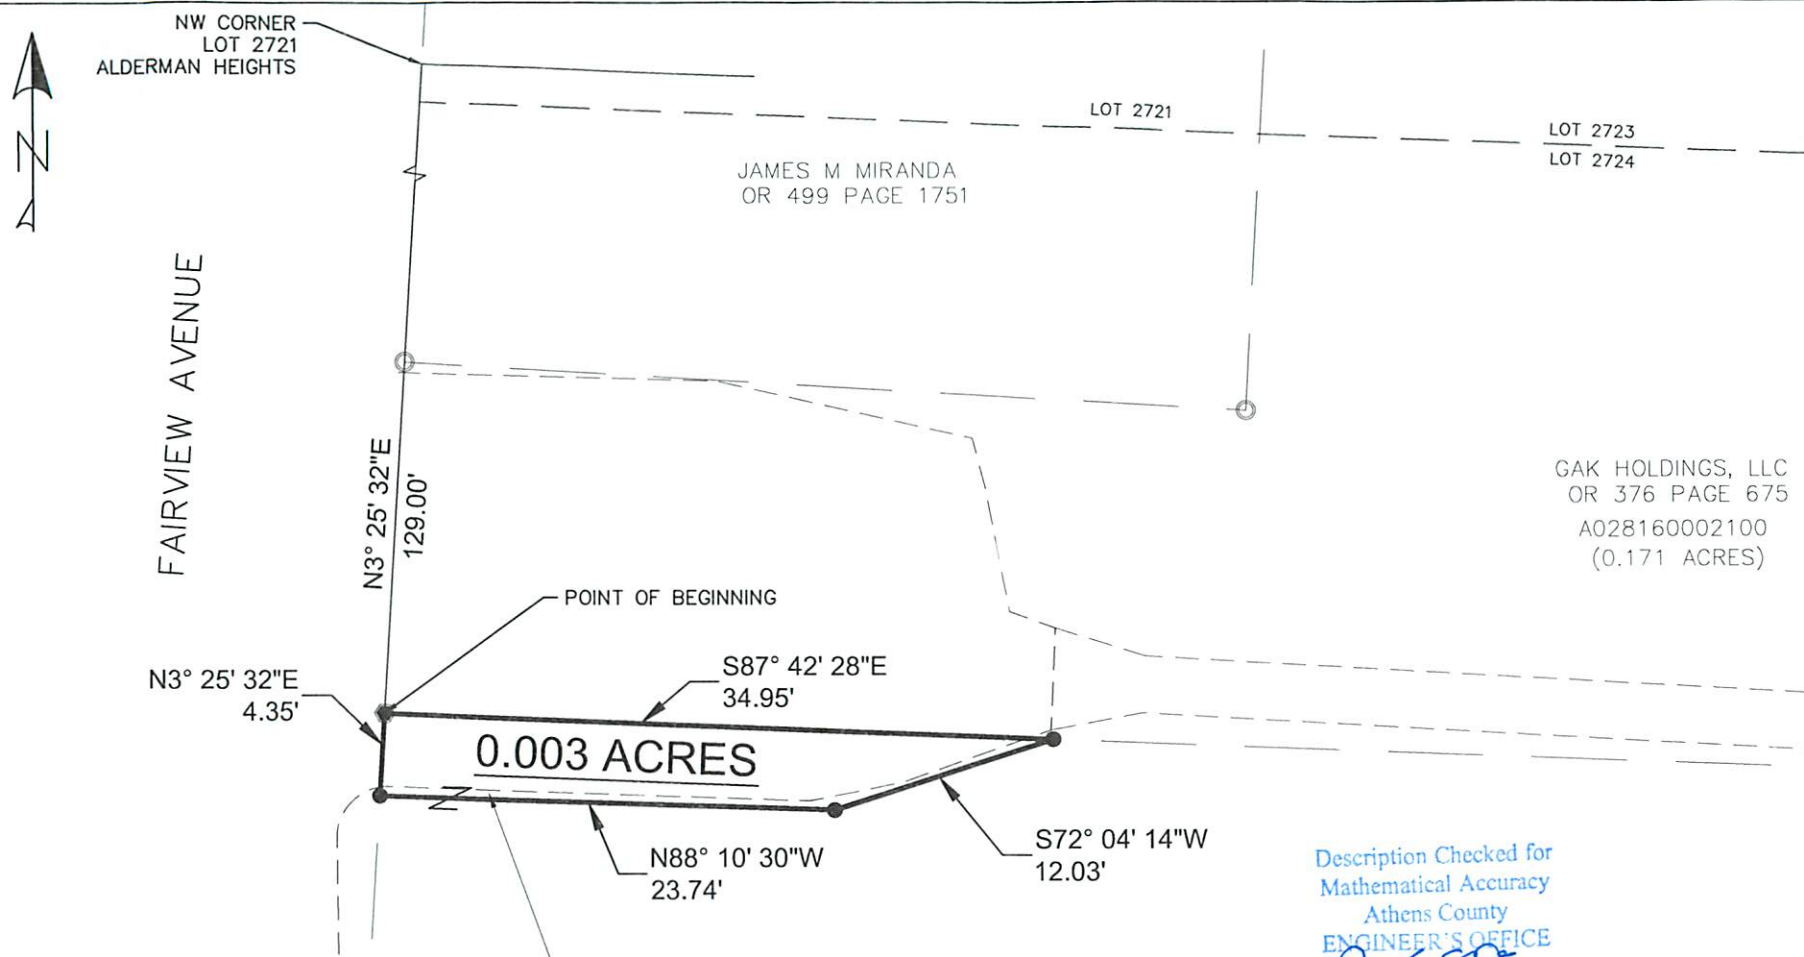 NW CORNER
LOT 2721
ALDERMAN HEIGHTS
N
LOT 2721
LOT 2723
LOT 2724
JAMES M MIRANDA
OR 499 PAGE 1751
FAIRVIEW AVENUE
N3° 25' 32"E
129.00'
GAK HOLDINGS, LLC
OR 376 PAGE 675
A028160002100
(0.171 ACRES)
POINT OF BEGINNING
N3° 25' 32"E
4.35'
S87° 42' 28"E
34.95'
0.003 ACRES
N88° 10' 30"W
23.74'
S72° 04' 14"W
12.03'
Description Checked for
Mathematical Accuracy
Athens County
ENGINEER'S OFFICE